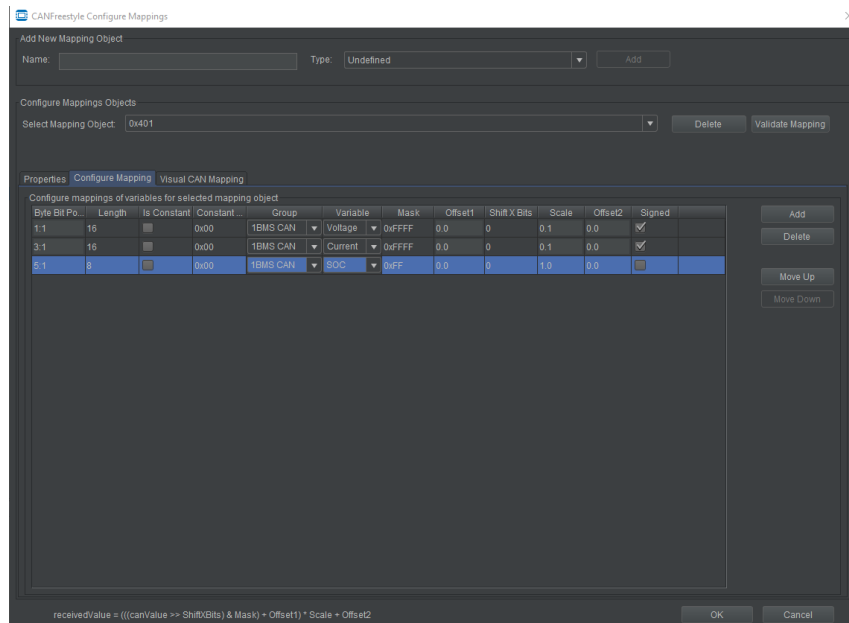 CANFreestyle Configure Mappings
Add New Mapping Object
Name: Type: Undefined Add
Configure Mappings Objects
Select Mapping Object: 0x401 Delete Validate Mapping
Properties Configure Mapping Visual CAN Mapping
Configure mappings of variables for selected mapping object
Byte Bit Po... Length Is Constant Constant ... Group Variable Mask Offset1 Shift X Bits Scale Offset2 Signed Add
1:1 16 0x00 1BMS CAN Voltage 0xFFFF 0.0 0 0.1 0.0
Delete
3:1 16 0x00 1BMS CAN Current 0xFFFF 0.0 0 0.1 0.0
5:1 8 0x00 1BMS CAN SOC 0xFF 0.0 0 1.0 0.0
Move Up
Move Down
receivedValue = (((canValue >> ShiftXBits) & Mask) + Offset1) * Scale + Offset2 OK Cancel